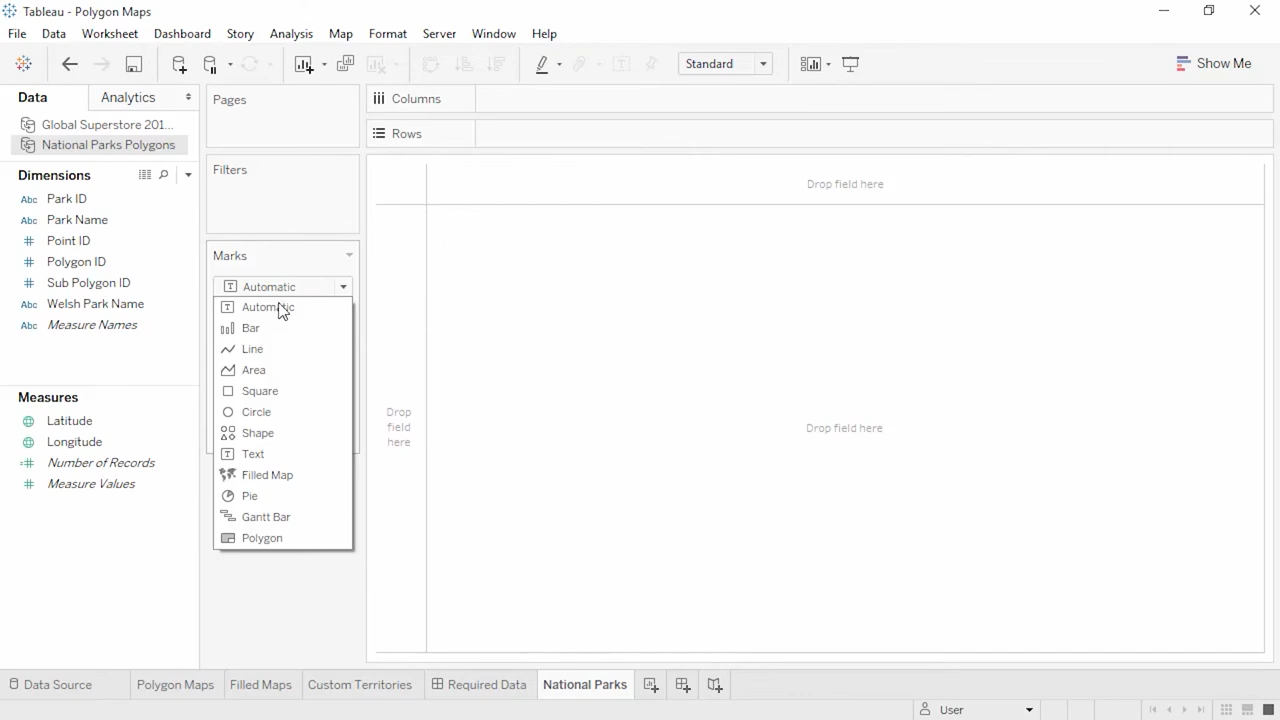 Tableau - Polygon Maps
File Data Worksheet Dashboard Story Analysis Map Format Server Window Help
Standard
Show Me
Data Analytics
Global Superstore 201...
National Parks Polygons
Dimensions
Abc Park ID
Abc Park Name
# Point ID
# Polygon ID
# Sub Polygon ID
Abc Welsh Park Name
Abc Measure Names
Measures
Latitude
Longitude
# Number of Records
# Measure Values
Pages
Filters
Marks
Automatic
Automatic
Bar
Line
Area
Square
Circle
Shape
Text
Filled Map
Pie
Gantt Bar
Polygon
Columns
Rows
Drop field here
Drop
field
here
Drop field here
Data Source Polygon Maps Filled Maps Custom Territories Required Data National Parks
User